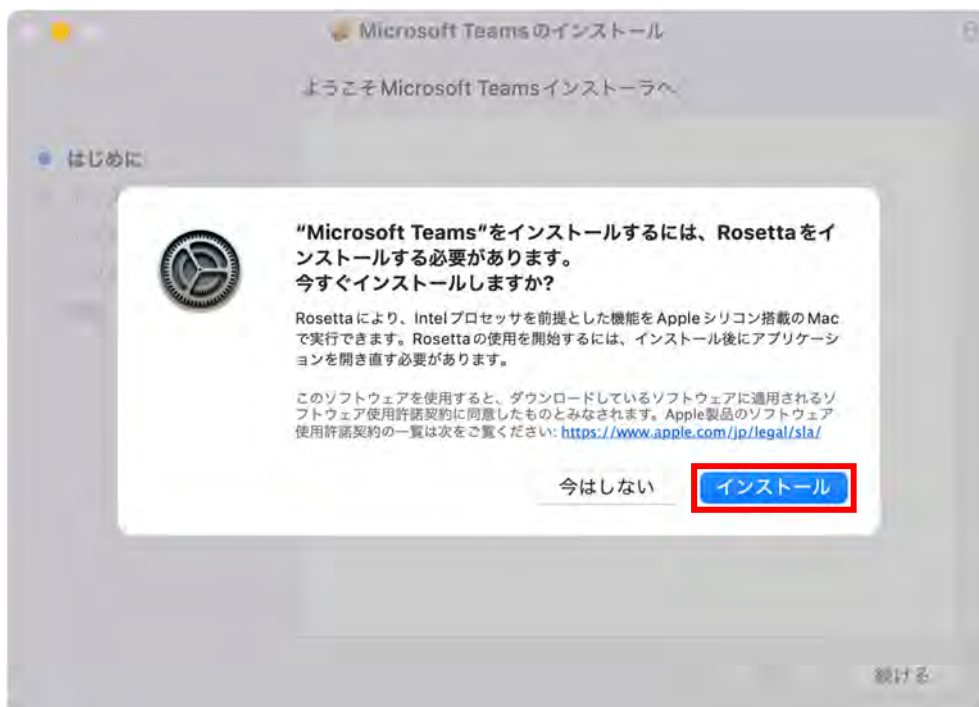 Microsoft Teamsのインストール
ようこそMicrosoft Teamsインストーラへ
はじめに
“Microsoft Teams”をインストールするには、Rosettaをイ
ンストールする必要があります。
今すぐインストールしますか?
Rosettaにより、Intelプロセッサを前提とした機能をAppleシリコン搭載のMac
で実行できます。Rosettaの使用を開始するには、インストール後にアプリケーシ
ョンを開き直す必要があります。
このソフトウェアを使用すると、ダウンロードしているソフトウェアに適用されるソ
フトウェア使用許諾契約に同意したものとみなされます。Apple製品のソフトウェア
使用許諾契約の一覧は次をご覧ください: https://www.apple.com/jp/legal/sla/
今はしない
インストール
続ける